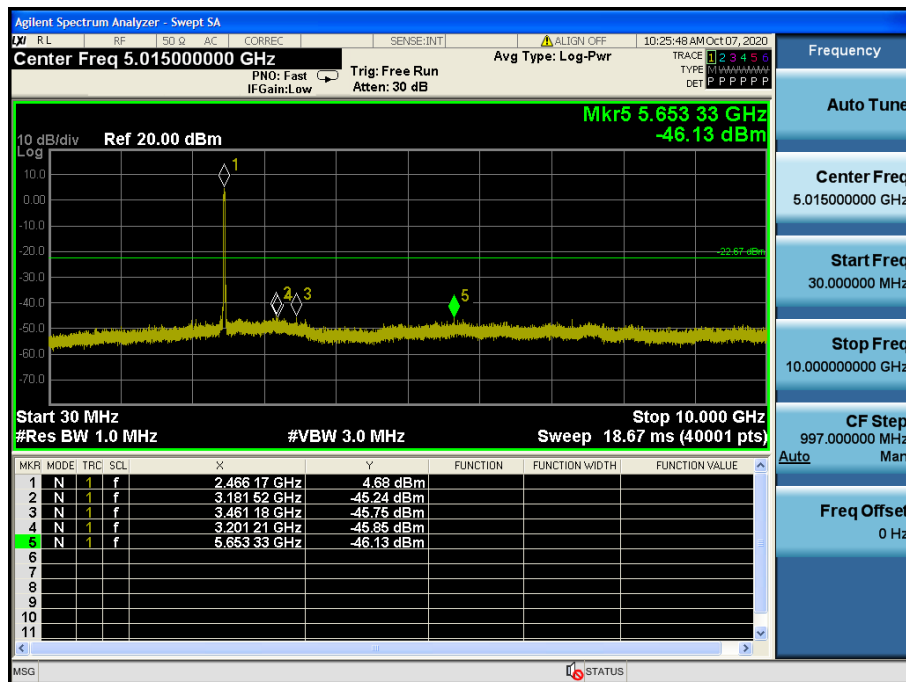 Agilent Spectrum Analyzer - Swept SA
LXI RL RF 50 Ω AC CORREC SENSE:INT ALIGN OFF 10:25:48 AM Oct 07, 2020
Center Freq 5.015000000 GHz
PNO: Fast
IFGain:Low
Trig: Free Run
Atten: 30 dB
Avg Type: Log-Pwr
TRACE 1 2 3 4 5 6
TYPE M W W W W W
DET P P P P P P
Mkr5 5.653 33 GHz
-46.13 dBm
10 dB/div Ref 20.00 dBm
Log
10.0
0.00
-10.0
-20.0
-30.0
-40.0
-50.0
-60.0
-70.0
1
2 4 3
5
-22.67 dBm
Start 30 MHz Stop 10.000 GHz
#Res BW 1.0 MHz #VBW 3.0 MHz Sweep 18.67 ms (40001 pts)
MKR MODE TRC SCL X Y FUNCTION FUNCTION WIDTH FUNCTION VALUE
1 N 1 f 2.466 17 GHz 4.68 dBm
2 N 1 f 3.181 52 GHz -45.24 dBm
3 N 1 f 3.461 18 GHz -45.75 dBm
4 N 1 f 3.201 21 GHz -45.85 dBm
5 N 1 f 5.653 33 GHz -46.13 dBm
6
7
8
9
10
11
MSG STATUS
Frequency
Auto Tune
Center Freq
5.015000000 GHz
Start Freq
30.000000 MHz
Stop Freq
10.000000000 GHz
CF Step
997.000000 MHz
Auto Man
Freq Offset
0 Hz